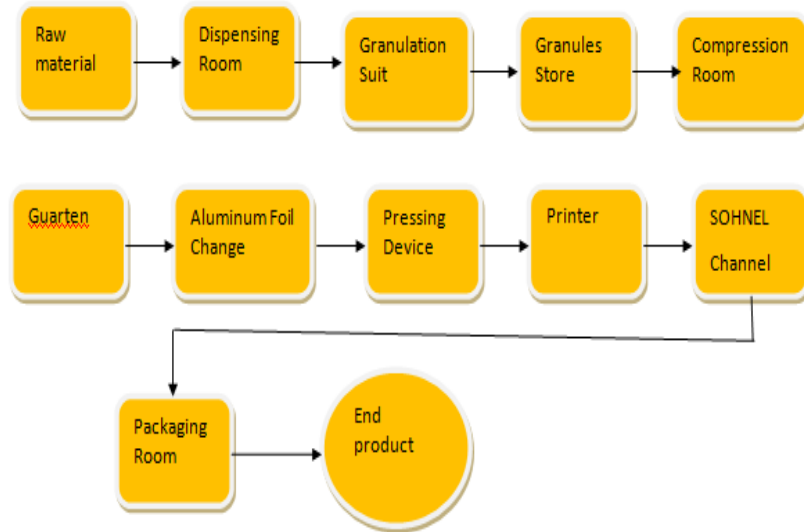 Raw
material
Dispensing
Room
Granulation
Suit
Granules
Store
Compression
Room
Guarten
Aluminum Foil
Change
Pressing
Device
Printer
SOHNEL
Channel
Packaging
Room
End
product